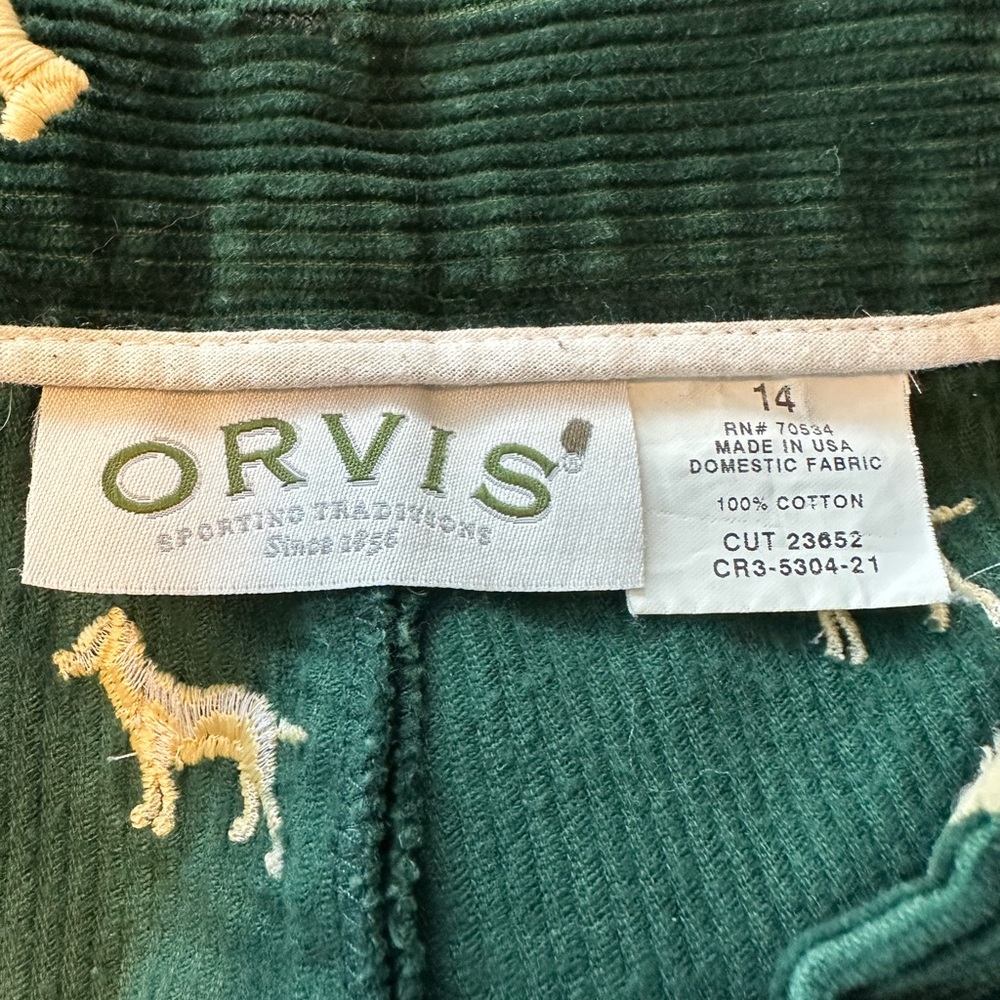 ORVIS
®
SPORTING TRADITIONS
Since 1856
14
RN# 70534
MADE IN USA
DOMESTIC FABRIC
100% COTTON
CUT 23652
CR3-5304-21